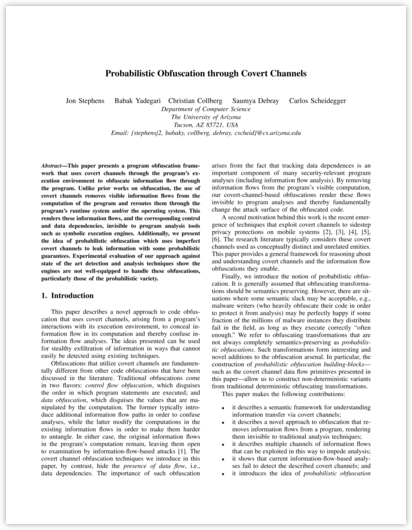 Probabilistic Obfuscation through Covert Channels
Jon Stephens Babak Yadegari Christian Collberg Saumya Debray Carlos Scheidegger
Department of Computer Science
The University of Arizona
Tucson, AZ 85721, USA
Email: {stephensj2, babaky, collberg, debray, cscheid}@cs.arizona.edu
Abstract—This paper presents a program obfuscation frame-
work that uses covert channels through the program's ex-
ecution environment to obfuscate information flow through
the program. Unlike prior works on obfuscation, the use of
covert channels removes visible information flows from the
computation of the program and reroutes them through the
program's runtime system and/or the operating system. This
renders these information flows, and the corresponding control
and data dependencies, invisible to program analysis tools
such as symbolic execution engines. Additionally, we present
the idea of probabilistic obfuscation which uses imperfect
covert channels to leak information with some probabilistic
guarantees. Experimental evaluation of our approach against
state of the art detection and analysis techniques show the
engines are not well-equipped to handle these obfuscations,
particularly those of the probabilistic variety.
1. Introduction
This paper describes a novel approach to code obfus-
cation that uses covert channels, arising from a program's
interactions with its execution environment, to conceal in-
formation flow in its computation and thereby confuse in-
formation flow analyses. The ideas presented can be used
for stealthy exfiltration of information in ways that cannot
easily be detected using existing techniques.
Obfuscations that utilize covert channels are fundamen-
tally different from other code obfuscations that have been
discussed in the literature. Traditional obfuscations come
in two flavors: control flow obfuscation, which disguises
the order in which program statements are executed; and
data obfuscation, which disguises the values that are ma-
nipulated by the computation. The former typically intro-
duce additional information flow paths in order to confuse
analyses, while the latter modify the computations in the
existing information flows in order to make them harder
to untangle. In either case, the original information flows
in the program's computation remain, leaving them open
to examination by information-flow-based attacks [1]. The
covert channel obfuscation techniques we introduce in this
paper, by contrast, hide the presence of data flow, i.e.,
data dependencies. The importance of such obfuscation
arises from the fact that tracking data dependences is an
important component of many security-relevant program
analyses (including information flow analysis). By removing
information flows from the program's visible computation,
our covert-channel-based obfuscations render these flows
invisible to program analyses and thereby fundamentally
change the attack surface of the obfuscated code.
A second motivation behind this work is the recent emer-
gence of techniques that exploit covert channels to sidestep
privacy protections on mobile systems [2], [3], [4], [5],
[6]. The research literature typically considers these covert
channels used as conceptually distinct and unrelated entities.
This paper provides a general framework for reasoning about
and understanding covert channels and the information flow
obfuscations they enable.
Finally, we introduce the notion of probabilistic obfus-
cation. It is generally assumed that obfuscating transforma-
tions should be semantics preserving. However, there are sit-
uations where some semantic slack may be acceptable, e.g.,
malware writers (who heavily obfuscate their code in order
to protect it from analysis) may be perfectly happy if some
fraction of the millions of malware instances they distribute
fail in the field, as long as they execute correctly "often
enough." We refer to obfuscating transformations that are
not always completely semantics-preserving as probabilis-
tic obfuscations. Such transformations form interesting and
novel additions to the obfuscation arsenal. In particular, the
construction of probabilistic obfuscation building-blocks—
such as the covert channel data flow primitives presented in
this paper—allow us to construct non-deterministic variants
from traditional deterministic obfuscating transformations.
This paper makes the following contributions:
• it describes a semantic framework for understanding
information transfer via covert channels;
• it describes a novel approach to obfuscation that re-
moves information flows from a program, rendering
them invisible to traditional analysis techniques;
• it describes multiple channels of information flows
that can be exploited in this way to impede analysis;
• it shows that current information-flow-based analy-
ses fail to detect the described covert channels; and
• it introduces the idea of probabilistic obfuscation